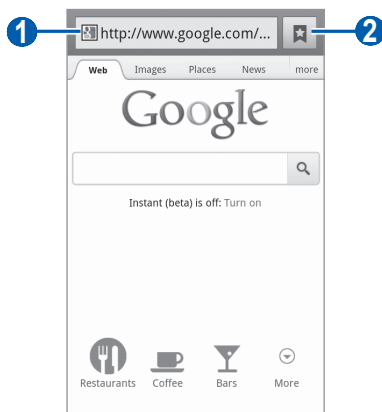 1 http://www.google.com/... 2
Web Images Places News more
Google
Instant (beta) is off: Turn on
Restaurants Coffee Bars More